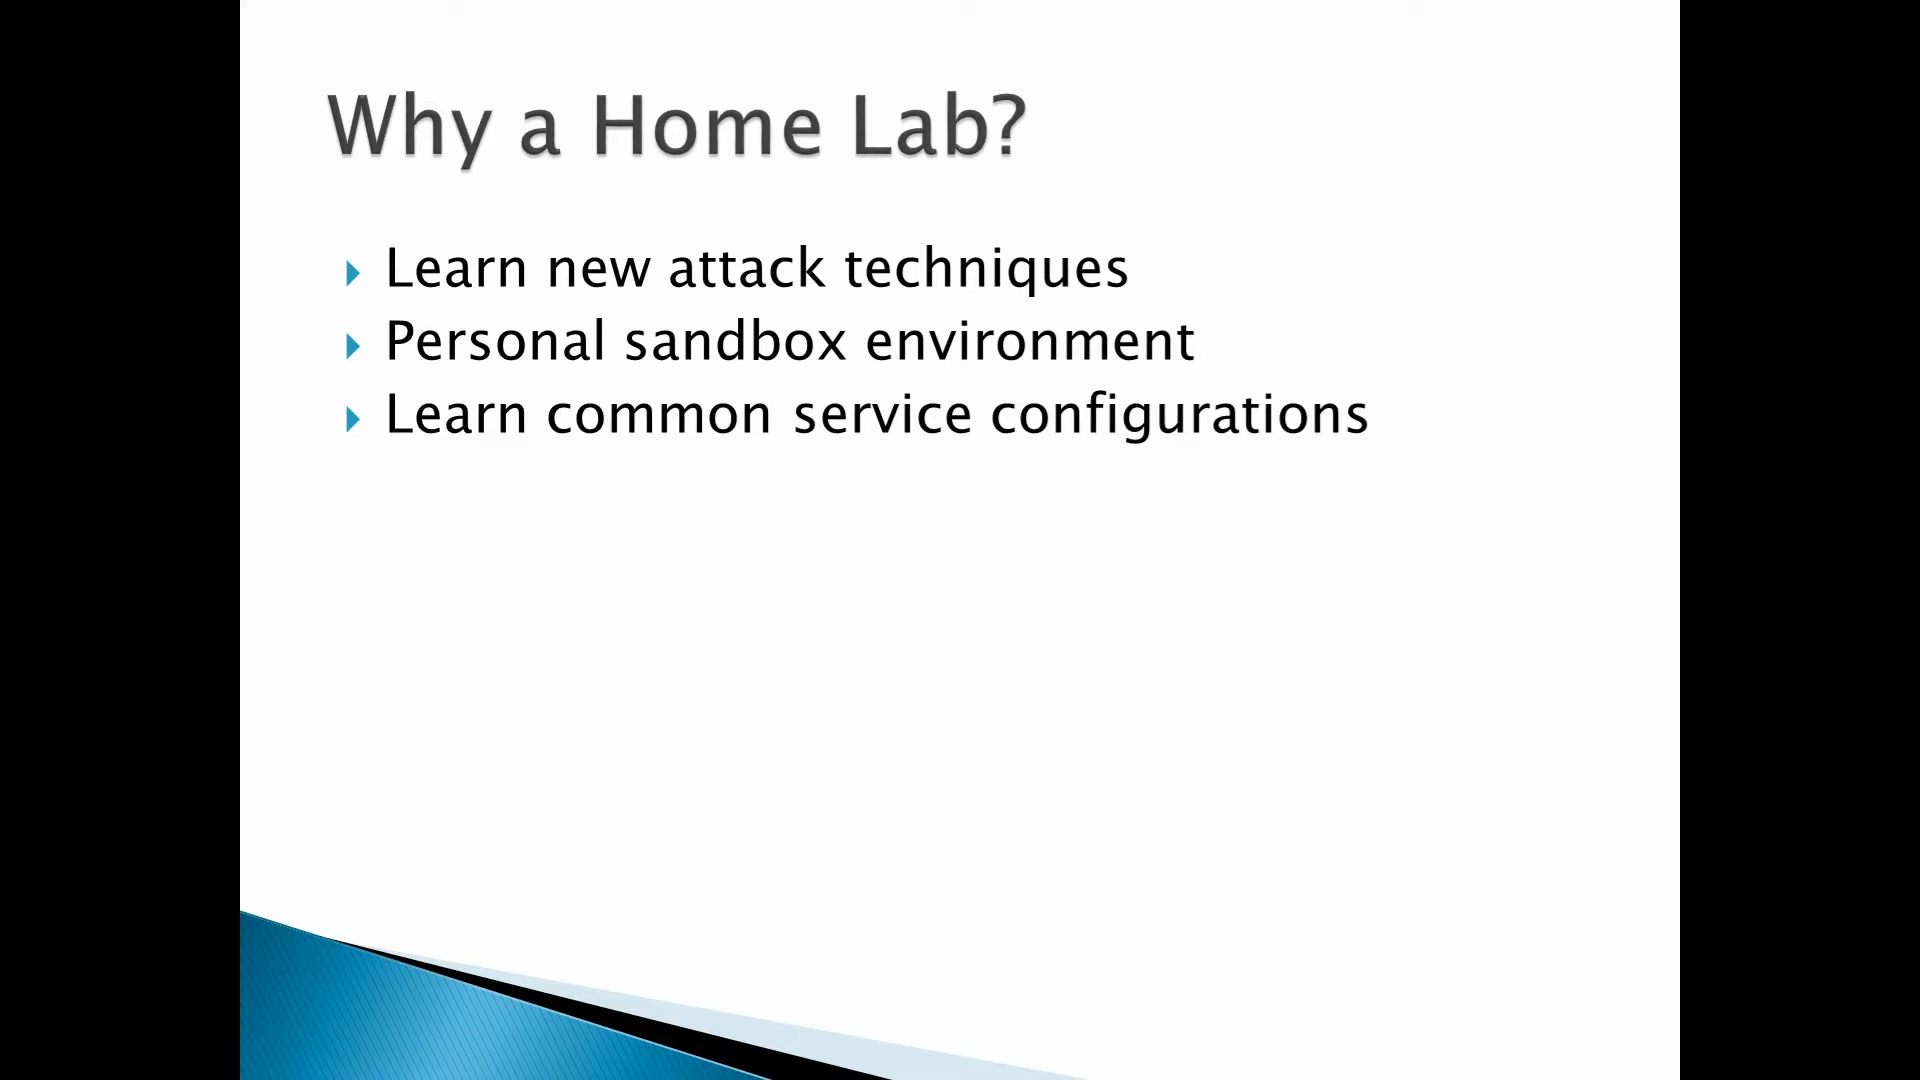 Why a Home Lab?
Learn new attack techniques
Personal sandbox environment
Learn common service configurations